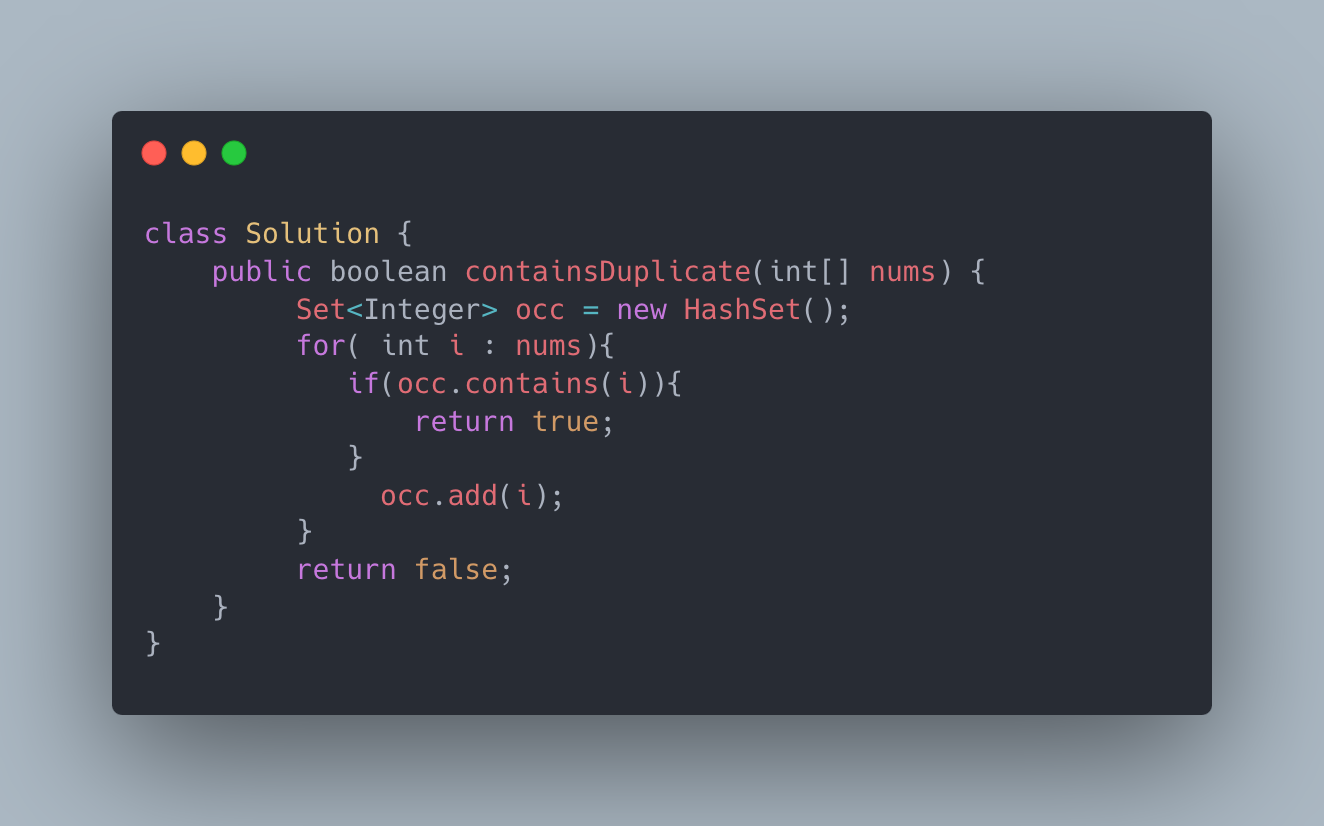 class Solution {
    public boolean containsDuplicate(int[] nums) {
         Set<Integer> occ = new HashSet();
         for( int i : nums){
            if(occ.contains(i)){
                return true;
            }
              occ.add(i);
         }
         return false;
    }
}